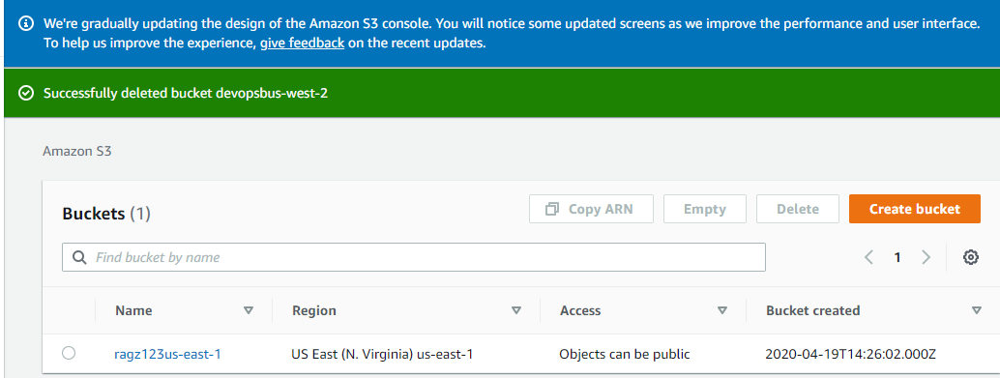 We're gradually updating the design of the Amazon S3 console. You will notice some updated screens as we improve the performance and user interface.
To help us improve the experience, give feedback on the recent updates.
Successfully deleted bucket devopsbus-west-2
Amazon S3
Buckets (1)
Copy ARN
Empty
Delete
Create bucket
Find bucket by name
1
Name Region Access Bucket created
ragz123us-east-1 US East (N. Virginia) us-east-1 Objects can be public 2020-04-19T14:26:02.000Z